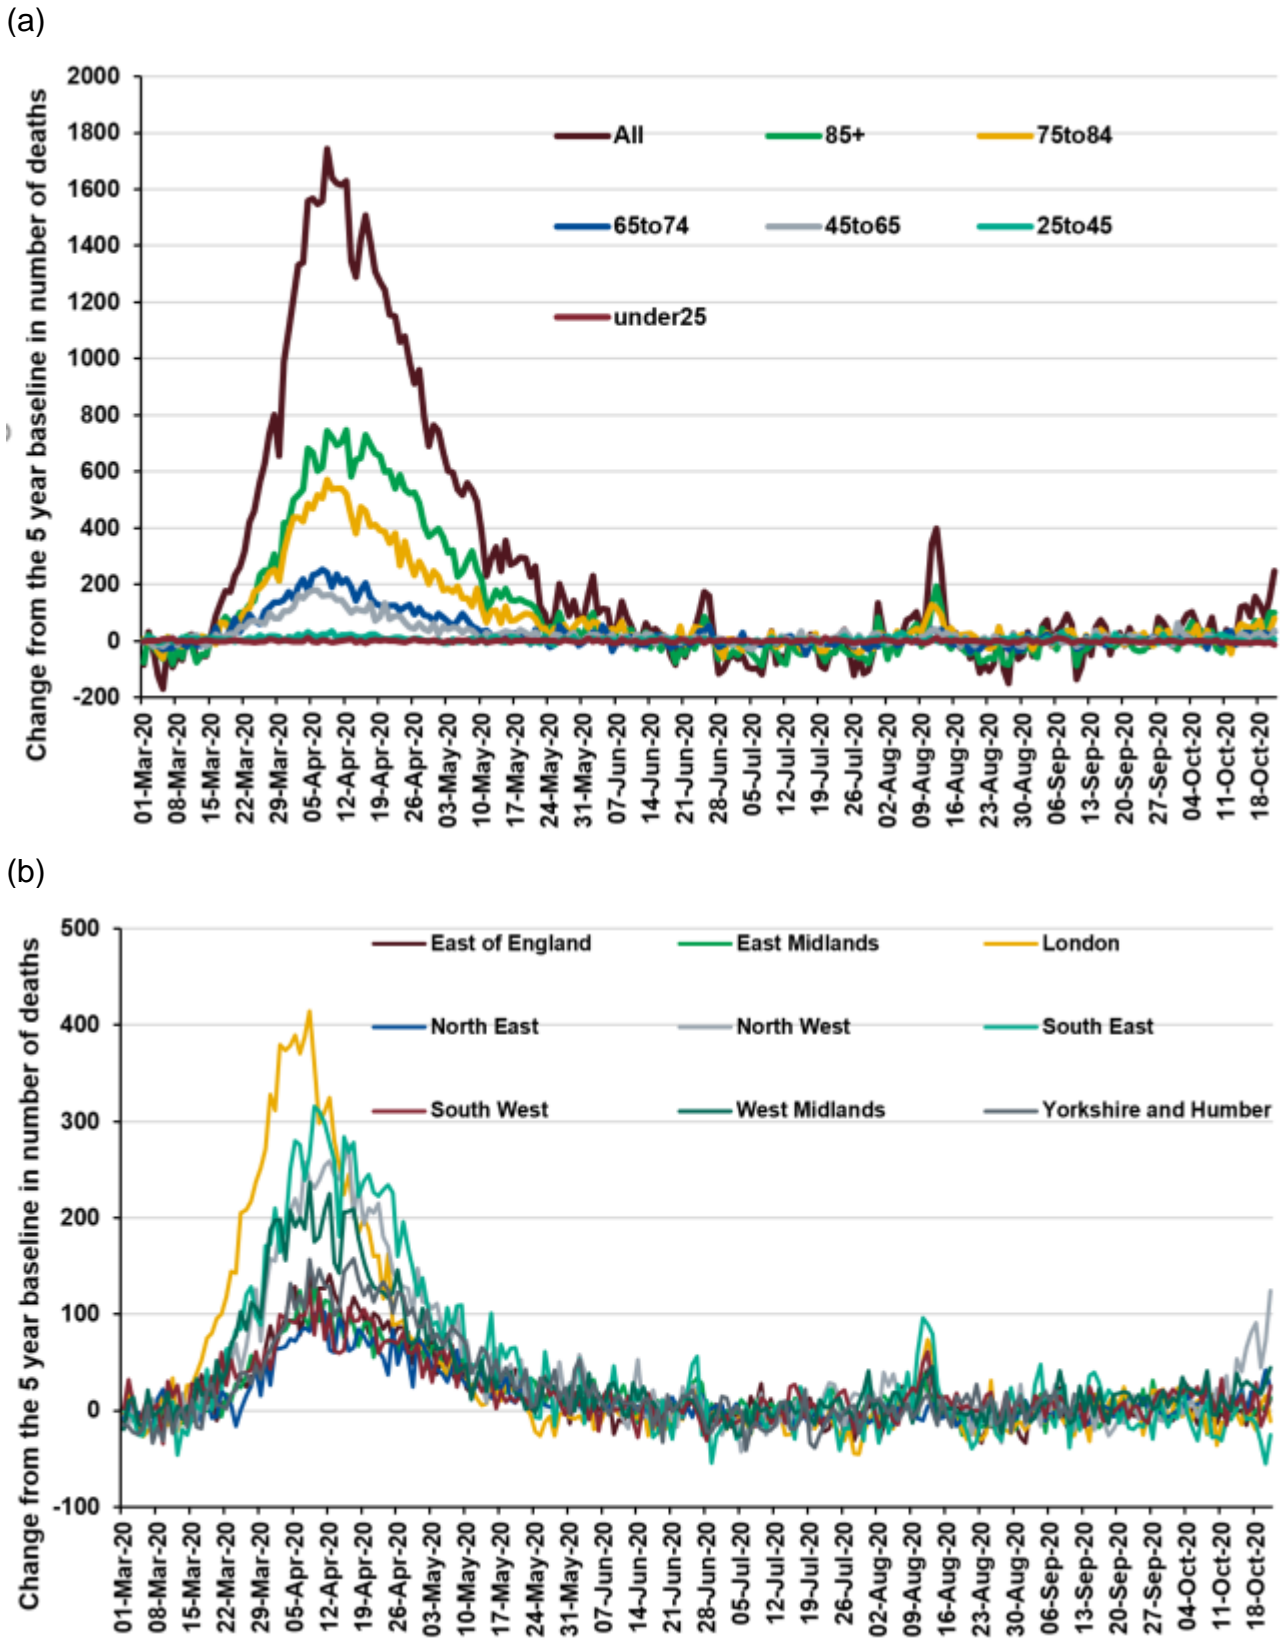 (a)
Change from the 5 year baseline in number of deaths
2000
1800
1600
1400
1200
1000
800
600
400
200
0
-200
All
85+
75to84
65to74
45to65
25to45
under25
01-Mar-20
08-Mar-20
15-Mar-20
22-Mar-20
29-Mar-20
05-Apr-20
12-Apr-20
19-Apr-20
26-Apr-20
03-May-20
10-May-20
17-May-20
24-May-20
31-May-20
07-Jun-20
14-Jun-20
21-Jun-20
28-Jun-20
05-Jul-20
12-Jul-20
19-Jul-20
26-Jul-20
02-Aug-20
09-Aug-20
16-Aug-20
23-Aug-20
30-Aug-20
06-Sep-20
13-Sep-20
20-Sep-20
27-Sep-20
04-Oct-20
11-Oct-20
18-Oct-20
(b)
Change from the 5 year baseline in number of deaths
500
400
300
200
100
0
-100
East of England
East Midlands
London
North East
North West
South East
South West
West Midlands
Yorkshire and Humber
01-Mar-20
08-Mar-20
15-Mar-20
22-Mar-20
29-Mar-20
05-Apr-20
12-Apr-20
19-Apr-20
26-Apr-20
03-May-20
10-May-20
17-May-20
24-May-20
31-May-20
07-Jun-20
14-Jun-20
21-Jun-20
28-Jun-20
05-Jul-20
12-Jul-20
19-Jul-20
26-Jul-20
02-Aug-20
09-Aug-20
16-Aug-20
23-Aug-20
30-Aug-20
06-Sep-20
13-Sep-20
20-Sep-20
27-Sep-20
04-Oct-20
11-Oct-20
18-Oct-20